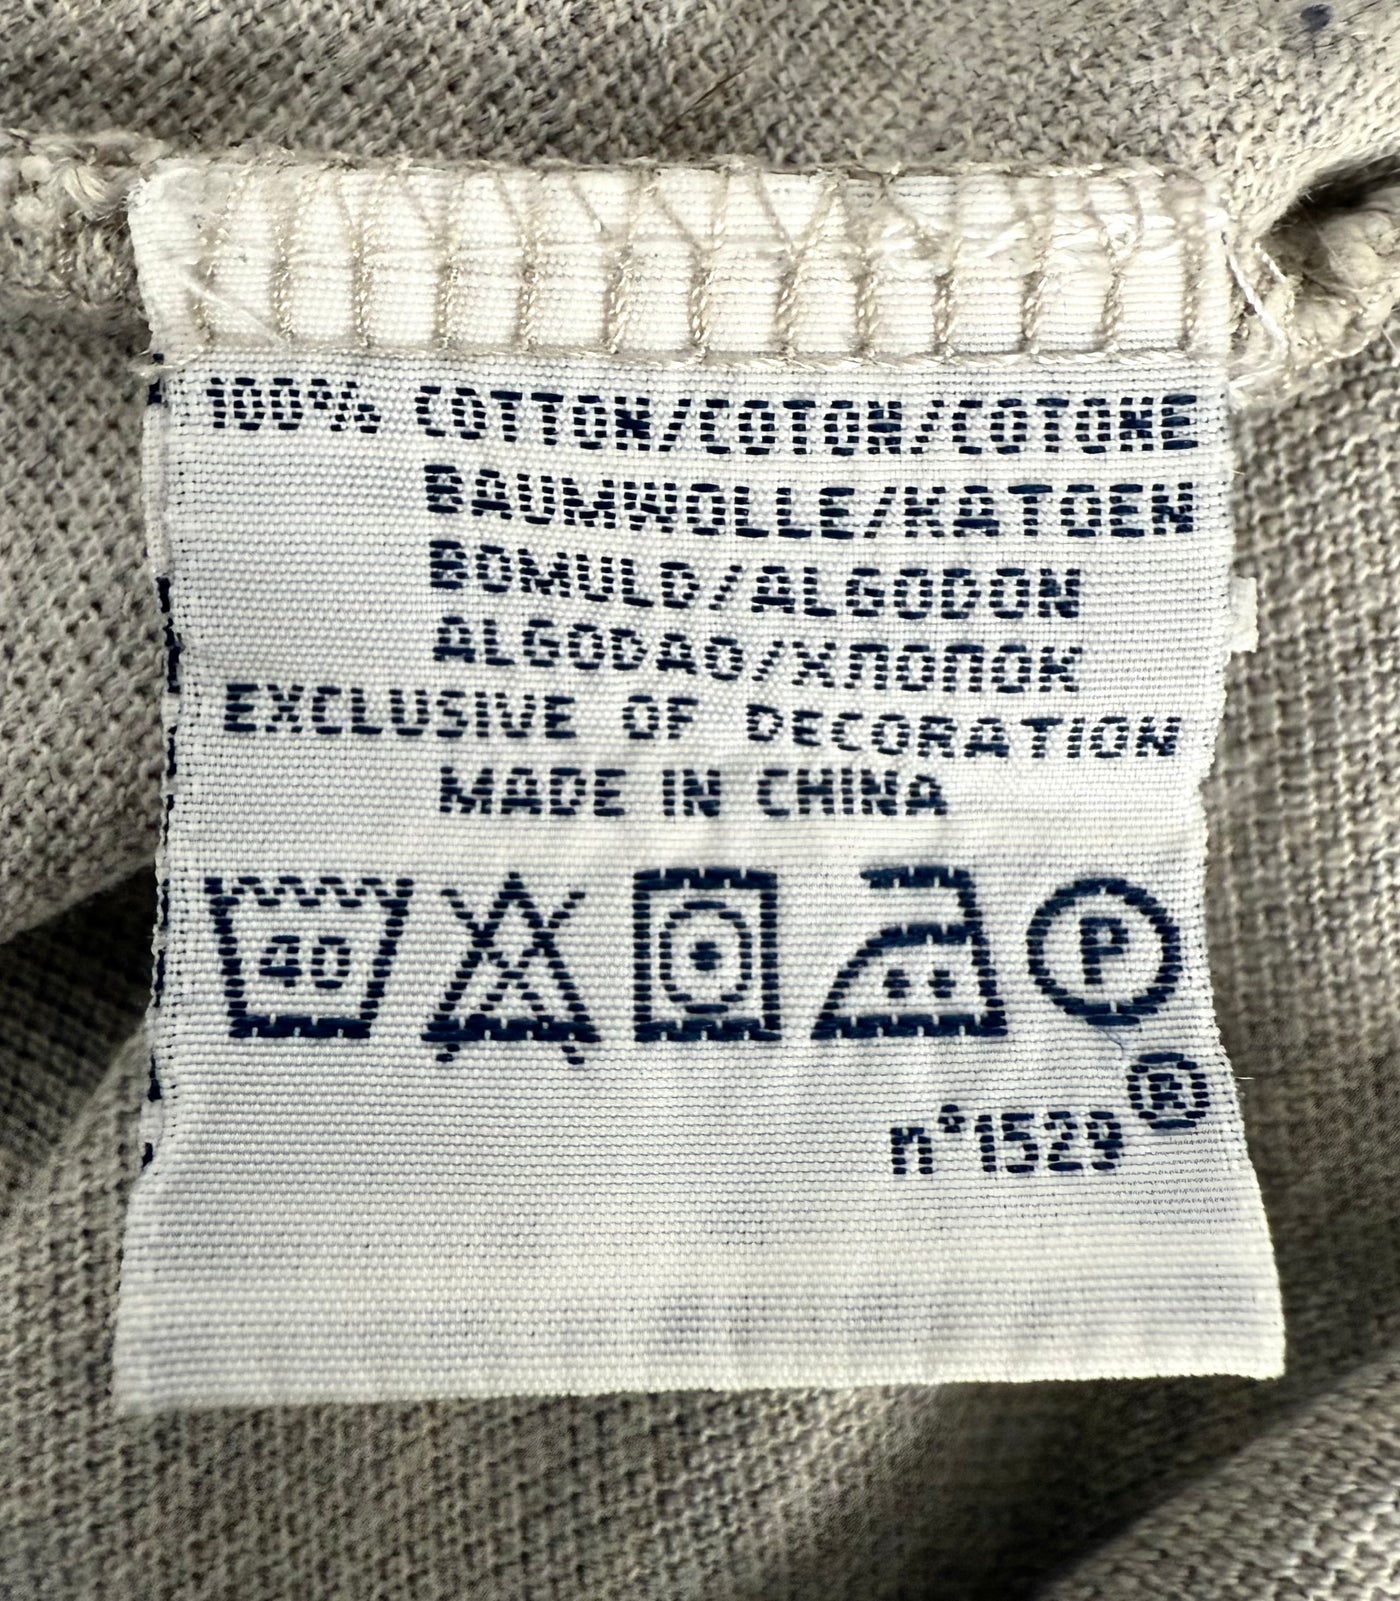 100% COTTON/COTON/COTONE
BAUMWOLLE/KATOEN
BOMULD/ALGODON
ALGODAO/ХЛОПОК
EXCLUSIVE OF DECORATION
MADE IN CHINA
40
P
®
n°1529